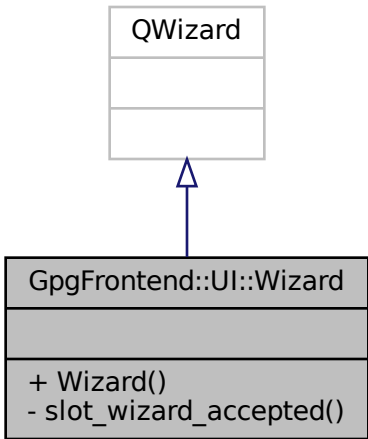 QWizard
GpgFrontend::UI::Wizard
+ Wizard()
- slot_wizard_accepted()